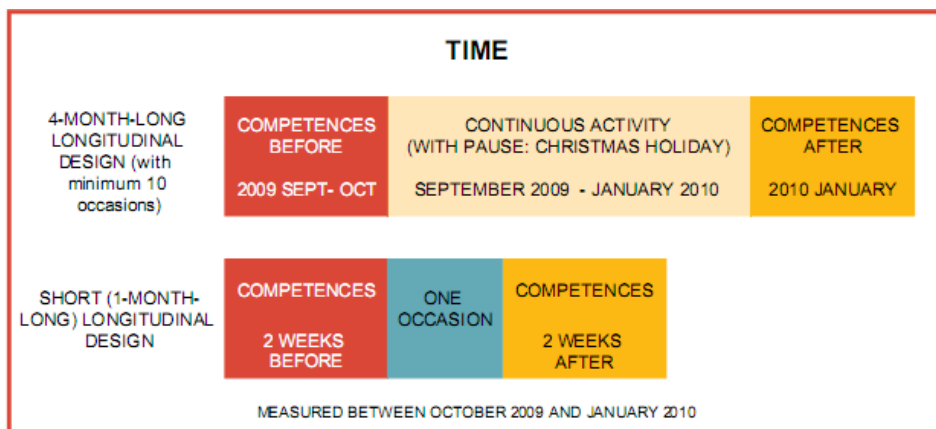 TIME
4-MONTH-LONG
LONGITUDINAL
DESIGN (with
minimum 10
occasions)
COMPETENCES
BEFORE
2009 SEPT- OCT
CONTINUOUS ACTIVITY
(WITH PAUSE: CHRISTMAS HOLIDAY)
SEPTEMBER 2009 - JANUARY 2010
COMPETENCES
AFTER
2010 JANUARY
SHORT (1-MONTH-
LONG) LONGITUDINAL
DESIGN
COMPETENCES
2 WEEKS
BEFORE
ONE
OCCASION
COMPETENCES
2 WEEKS
AFTER
MEASURED BETWEEN OCTOBER 2009 AND JANUARY 2010